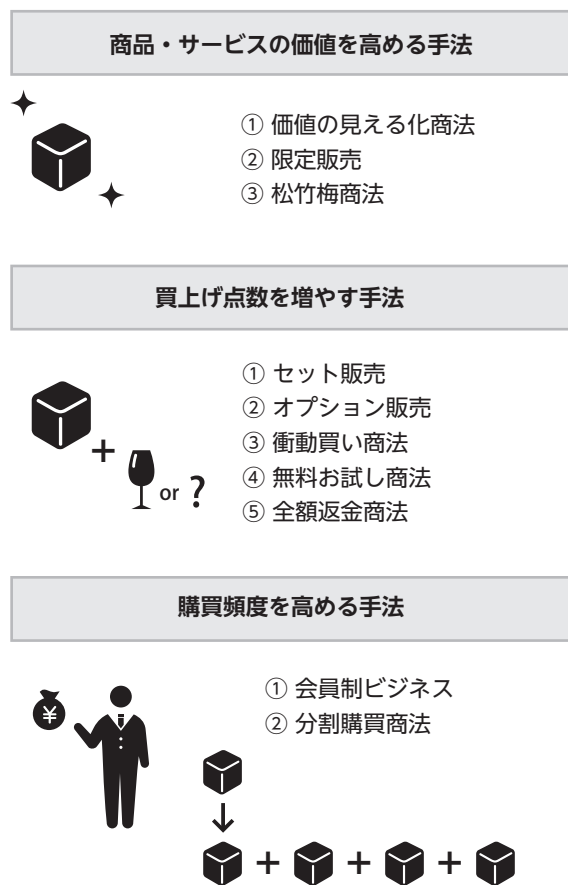 商品・サービスの価値を高める手法
① 価値の見える化商法
② 限定販売
③ 松竹梅商法
買上げ点数を増やす手法
① セット販売
② オプション販売
③ 衝動買い商法
④ 無料お試し商法
⑤ 全額返金商法
+
or ?
購買頻度を高める手法
① 会員制ビジネス
② 分割購買商法
¥
+ + +